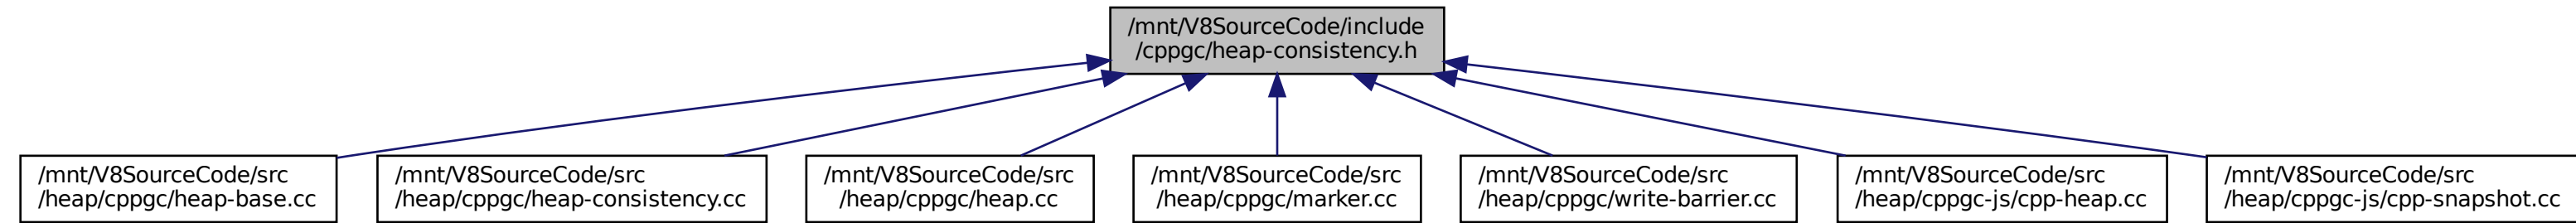 /mnt/V8SourceCode/include
/cppgc/heap-consistency.h
/mnt/V8SourceCode/src
/heap/cppgc/heap-base.cc
/mnt/V8SourceCode/src
/heap/cppgc/heap-consistency.cc
/mnt/V8SourceCode/src
/heap/cppgc/heap.cc
/mnt/V8SourceCode/src
/heap/cppgc/marker.cc
/mnt/V8SourceCode/src
/heap/cppgc/write-barrier.cc
/mnt/V8SourceCode/src
/heap/cppgc-js/cpp-heap.cc
/mnt/V8SourceCode/src
/heap/cppgc-js/cpp-snapshot.cc